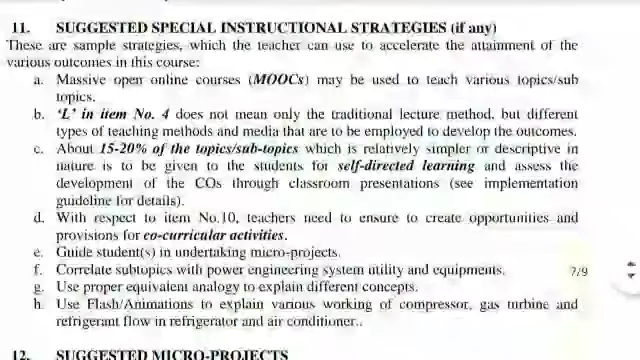 11. SUGGESTED SPECIAL INSTRUCTIONAL STRATEGIES (if any)
These are sample strategies, which the teacher can use to accelerate the attainment of the
various outcomes in this course:
a. Massive open online courses (MOOCs) may be used to teach various topics/sub
topics.
b. ‘L’ in item No. 4 does not mean only the traditional lecture method, but different
types of teaching methods and media that are to be employed to develop the outcomes.
c. About 15-20% of the topics/sub-topics which is relatively simpler or descriptive in
nature is to be given to the students for self-directed learning and assess the
development of the COs through classroom presentations (see implementation
guideline for details).
d. With respect to item No.10, teachers need to ensure to create opportunities and
provisions for co-curricular activities.
e. Guide student(s) in undertaking micro-projects.
f. Correlate subtopics with power engineering system utility and equipments.
7/9
g. Use proper equivalent analogy to explain different concepts.
h. Use Flash/Animations to explain various working of compressor, gas turbine and
refrigerant flow in refrigerator and air conditioner..
12. SUGGESTED MICRO-PROJECTS